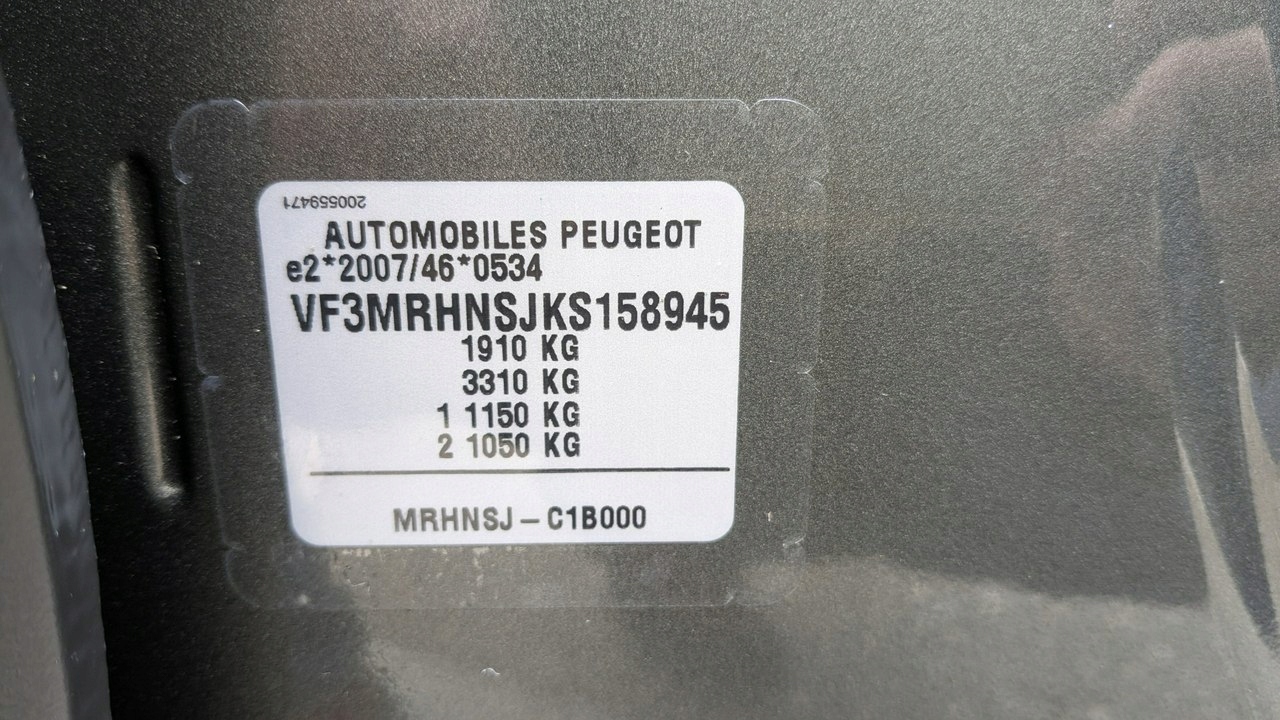 200559471
AUTOMOBILES PEUGEOT
e2*2007/46*0534
VF3MRHNSJKS158945
1910 KG
3310 KG
1 1150 KG
2 1050 KG
MRHNSJ – C1B000